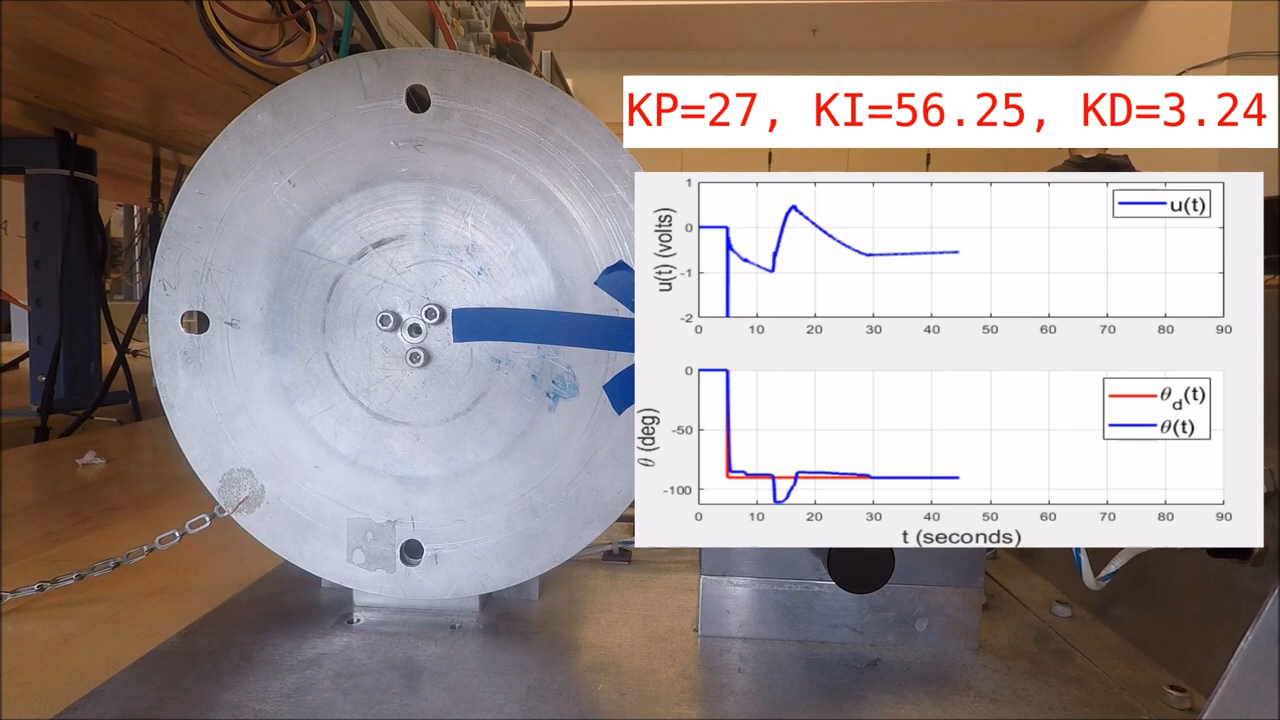 KP=27, KI=56.25, KD=3.24
u(t) (volts)
1
0
-1
-2
u(t)
0 10 20 30 40 50 60 70 80 90
θ (deg)
0
-50
-100
θd(t)
θ(t)
0 10 20 30 40 50 60 70 80 90
t (seconds)